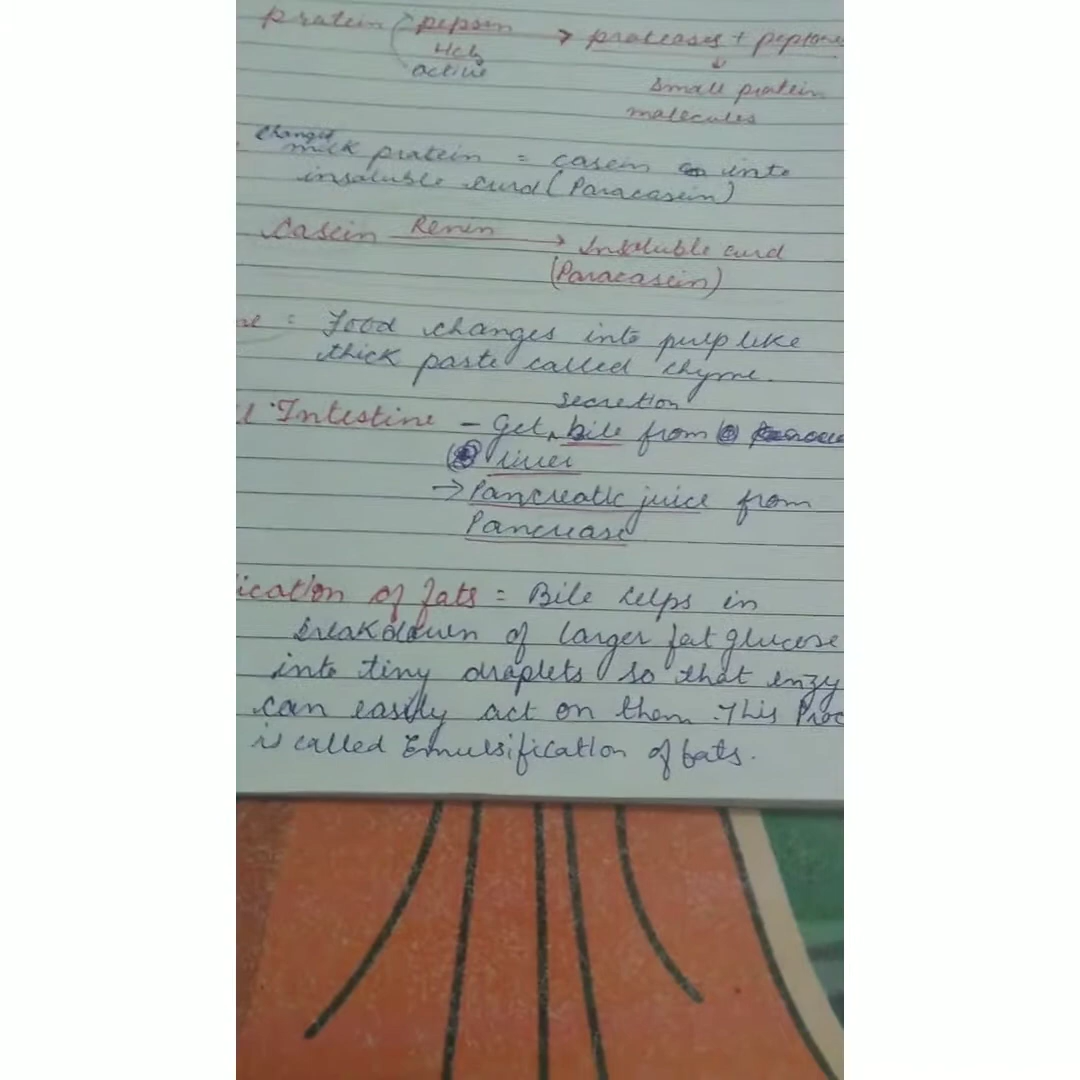 protein pepsin → proteases + peptone
HCl
active
↓
Small protein
molecules
Changes
milk protein = casein into
insoluble curd (Paracasein)
Casein Renin → Insoluble curd
(Paracasein)
= Food changes into pulp like
thick paste called chyme.
secretion
Intestine - Get bile from
liver
→ Pancreatic juice from
Pancrease
ication of fats = Bile helps in
breakdown of larger fat glucose
into tiny droplets so that enzy
can easily act on them. This Proc
is called Emulsification of fats.